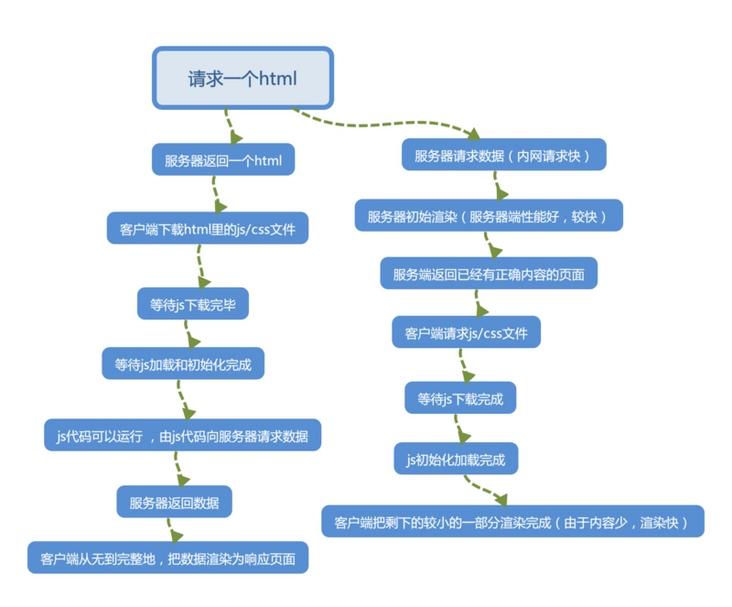 请求一个html
服务器返回一个html
客户端下载html里的js/css文件
等待js下载完毕
等待js加载和初始化完成
js代码可以运行 ，由js代码向服务器请求数据
服务器返回数据
客户端从无到完整地，把数据渲染为响应页面
服务器请求数据（内网请求快）
服务器初始渲染（服务器端性能好，较快）
服务端返回已经有正确内容的页面
客户端请求js/css文件
等待js下载完成
js初始化加载完成
客户端把剩下的较小的一部分渲染完成（由于内容少，渲染快）